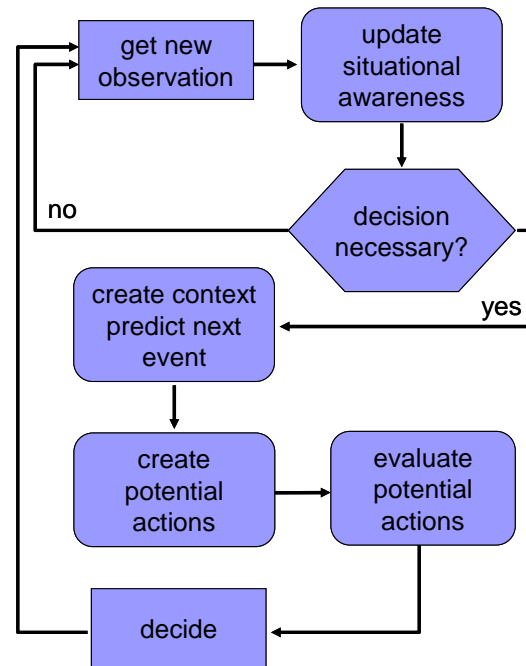 get new
observation
update
situational
awareness
no
decision
necessary?
yes
create context
predict next
event
create
potential
actions
evaluate
potential
actions
decide